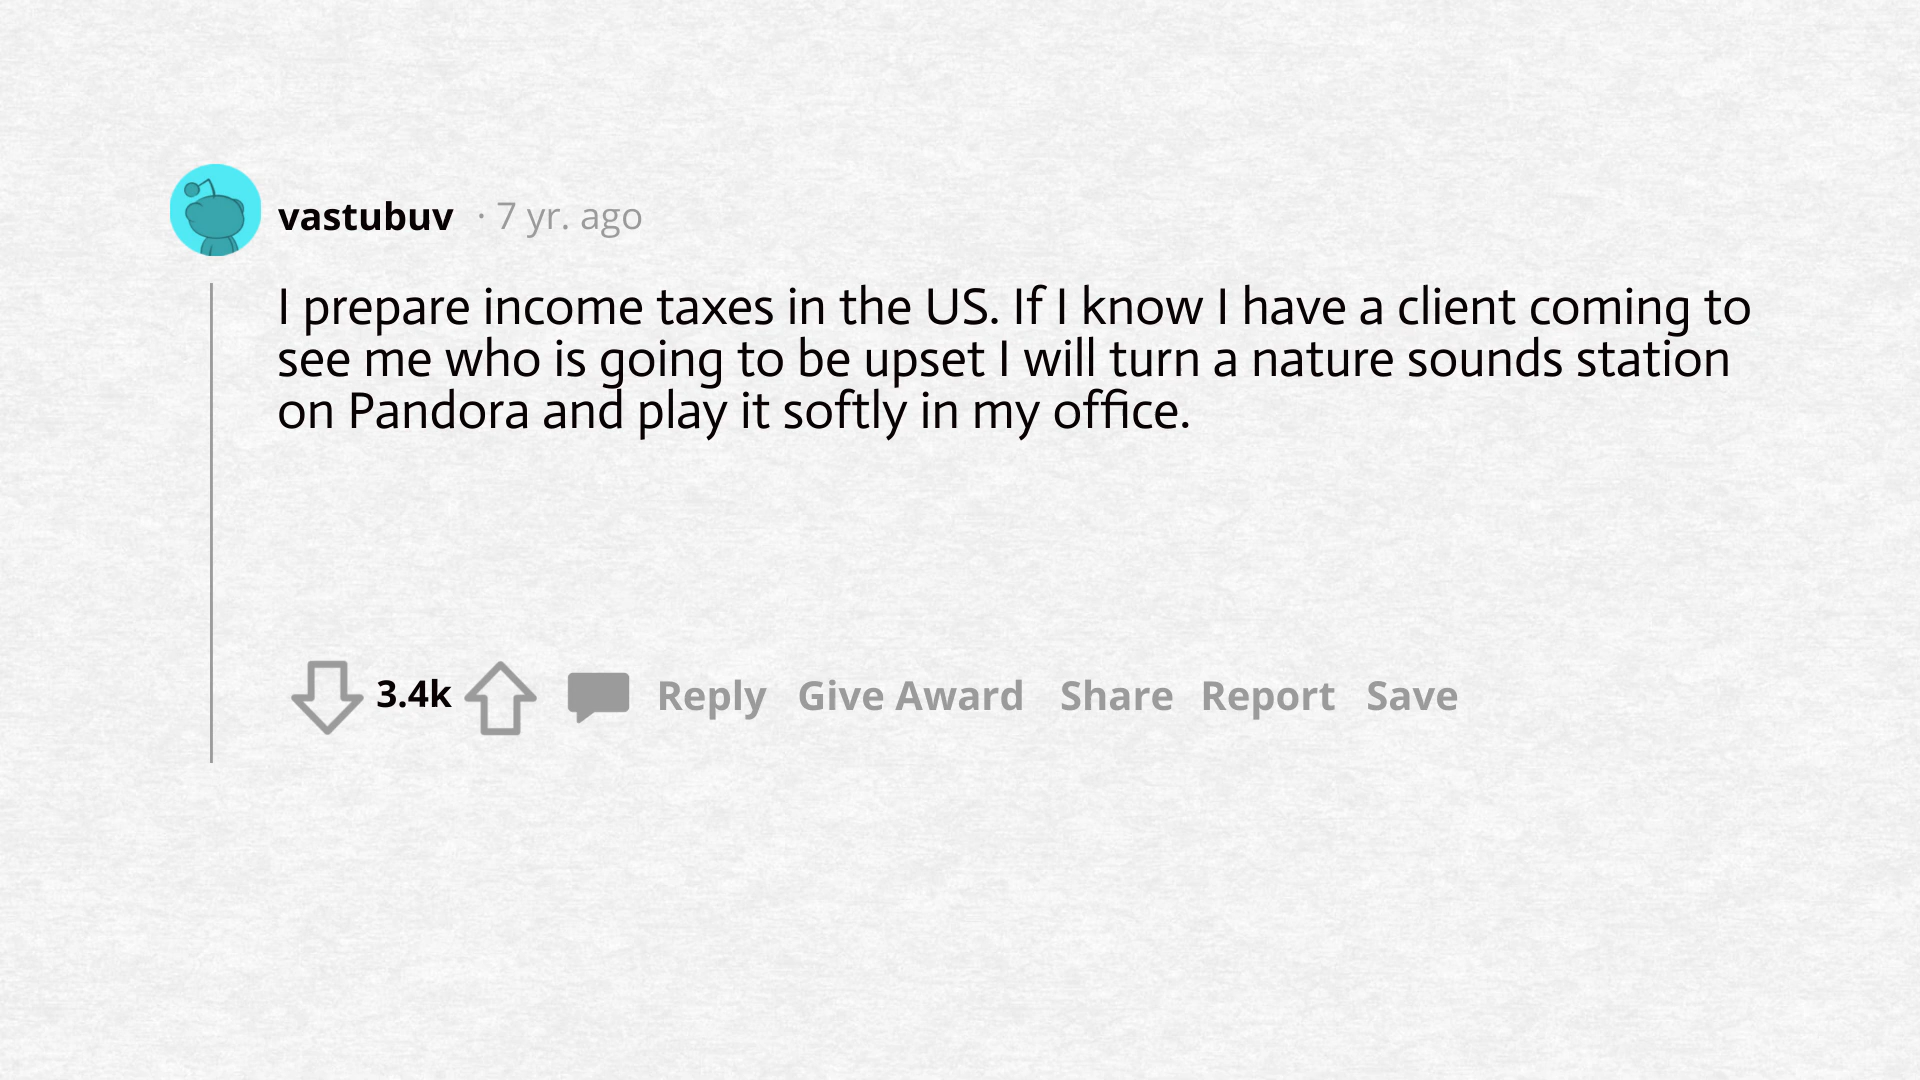 vastubuv · 7 yr. ago
I prepare income taxes in the US. If I know I have a client coming to
see me who is going to be upset I will turn a nature sounds station
on Pandora and play it softly in my office.
3.4k Reply Give Award Share Report Save